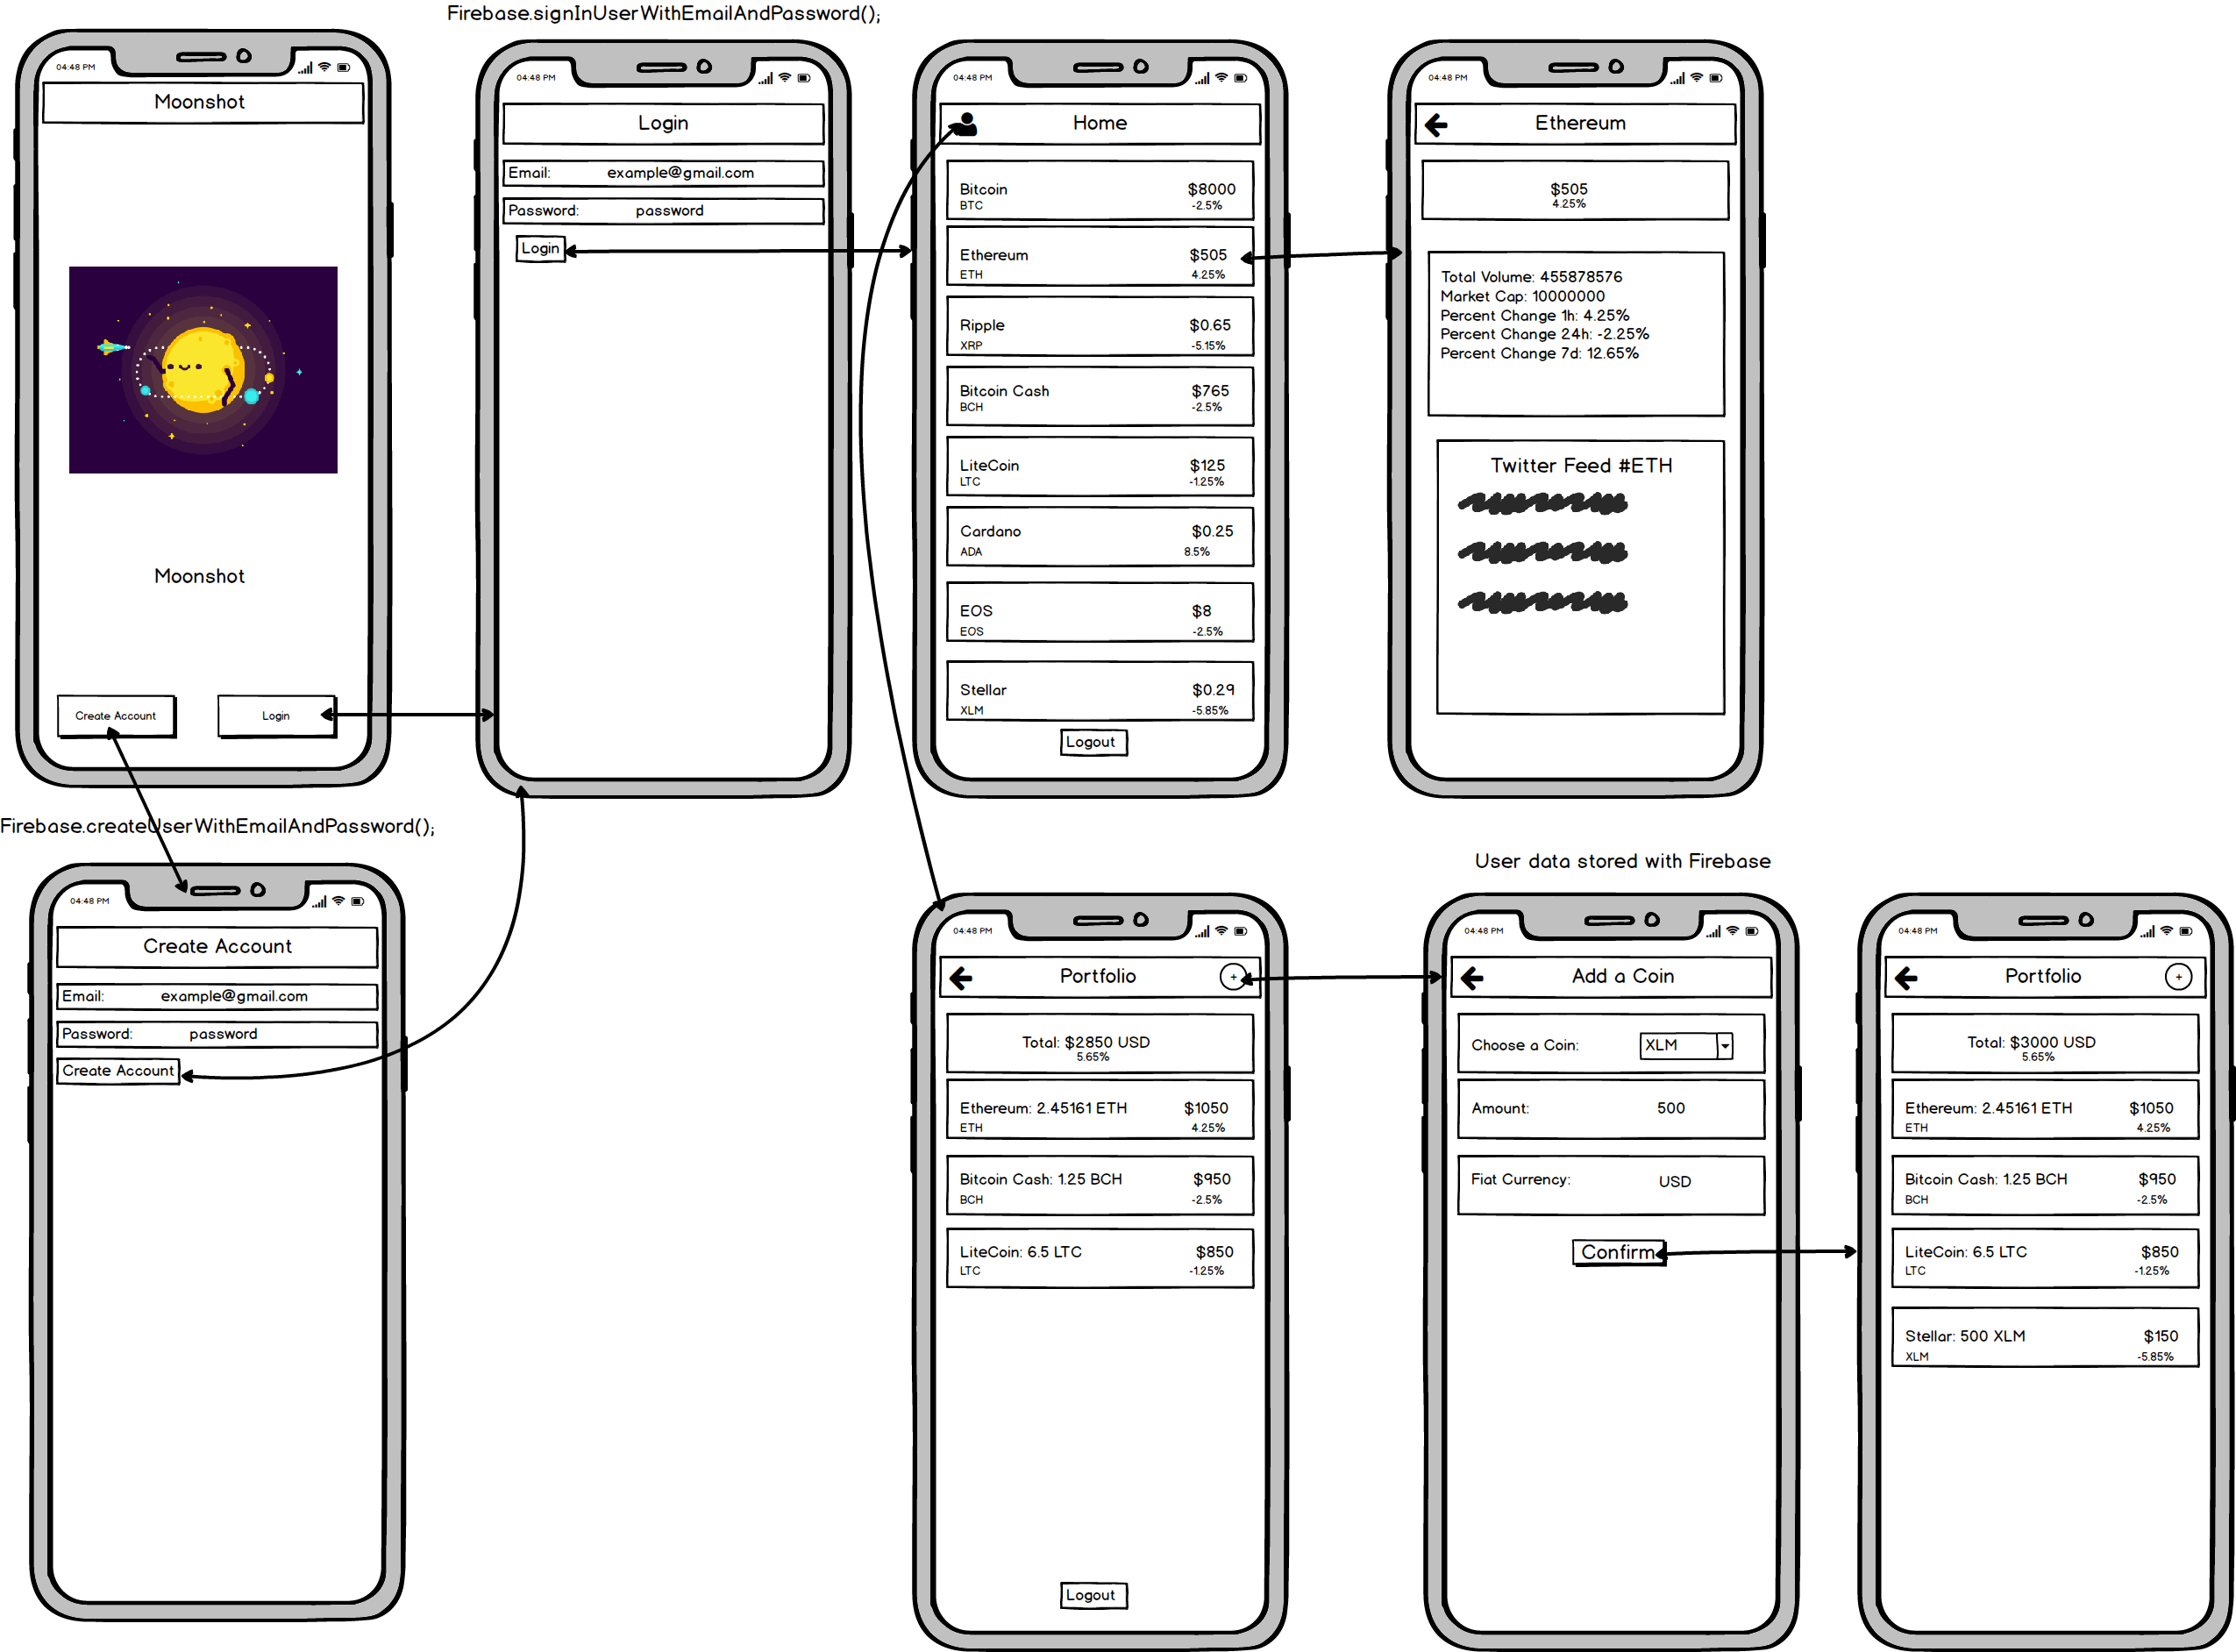 Firebase.signInUserWithEmailAndPassword();
04:48 PM
Moonshot
Moonshot
Create Account
Login
04:48 PM
Login
Email: example@gmail.com
Password: password
Login
04:48 PM
Home
Bitcoin $8000
BTC -2.5%
Ethereum $505
ETH 4.25%
Ripple $0.65
XRP -5.15%
Bitcoin Cash $765
BCH -2.5%
LiteCoin $125
LTC -1.25%
Cardano $0.25
ADA 8.5%
EOS $8
EOS -2.5%
Stellar $0.29
XLM -5.85%
Logout
04:48 PM
Ethereum
$505
4.25%
Total Volume: 455878576
Market Cap: 10000000
Percent Change 1h: 4.25%
Percent Change 24h: -2.25%
Percent Change 7d: 12.65%
Twitter Feed #ETH
Firebase.createUserWithEmailAndPassword();
04:48 PM
Create Account
Email: example@gmail.com
Password: password
Create Account
04:48 PM
Portfolio +
Total: $2850 USD
5.65%
Ethereum: 2.45161 ETH $1050
ETH 4.25%
Bitcoin Cash: 1.25 BCH $950
BCH -2.5%
LiteCoin: 6.5 LTC $850
LTC -1.25%
Logout
User data stored with Firebase
04:48 PM
Add a Coin
Choose a Coin: XLM
Amount: 500
Fiat Currency: USD
Confirm
04:48 PM
Portfolio +
Total: $3000 USD
5.65%
Ethereum: 2.45161 ETH $1050
ETH 4.25%
Bitcoin Cash: 1.25 BCH $950
BCH -2.5%
LiteCoin: 6.5 LTC $850
LTC -1.25%
Stellar: 500 XLM $150
XLM -5.85%